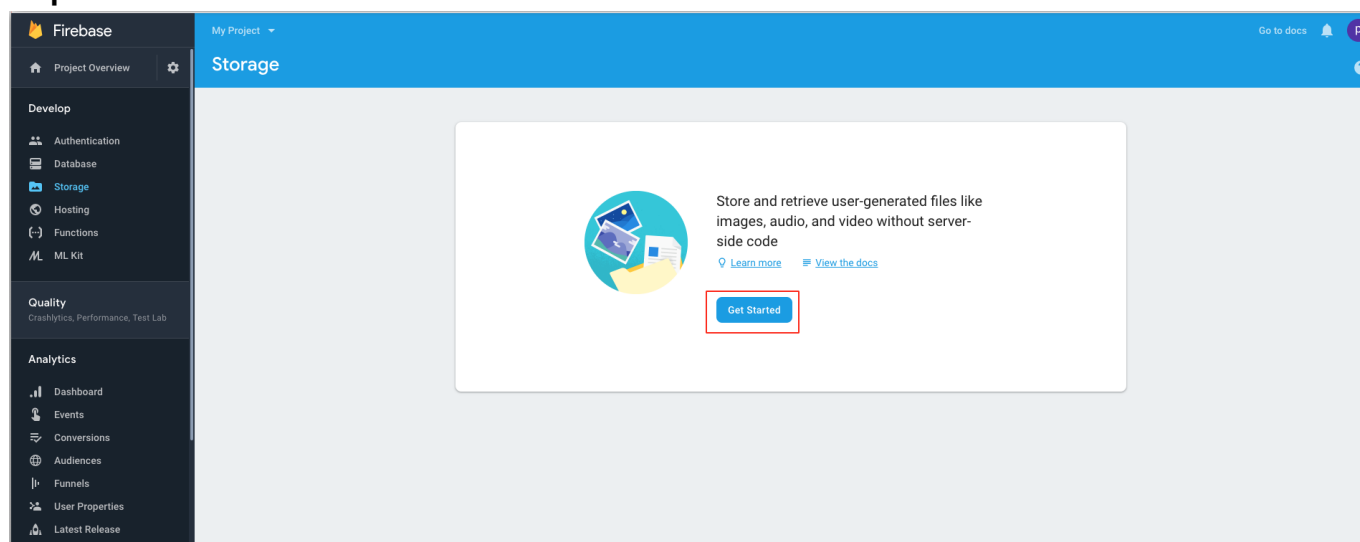 Firebase
My Project
Go to docs
Project Overview
Storage
Develop
Authentication
Database
Storage
Hosting
Functions
ML Kit
Quality
Crashlytics, Performance, Test Lab
Analytics
Dashboard
Events
Conversions
Audiences
Funnels
User Properties
Latest Release
Store and retrieve user-generated files like
images, audio, and video without server-
side code
Learn more View the docs
Get Started